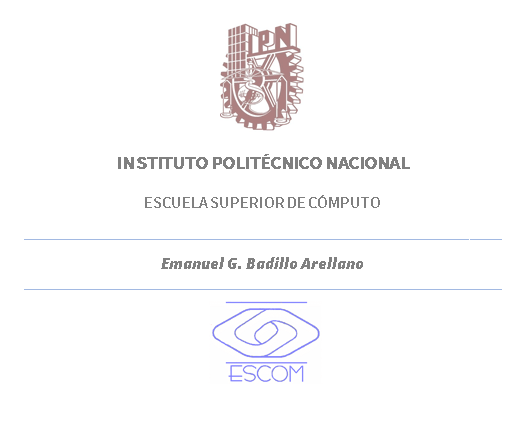 IPN
INSTITUTO POLITÉCNICO NACIONAL
ESCUELA SUPERIOR DE CÓMPUTO
Emanuel G. Badillo Arellano
ESCOM